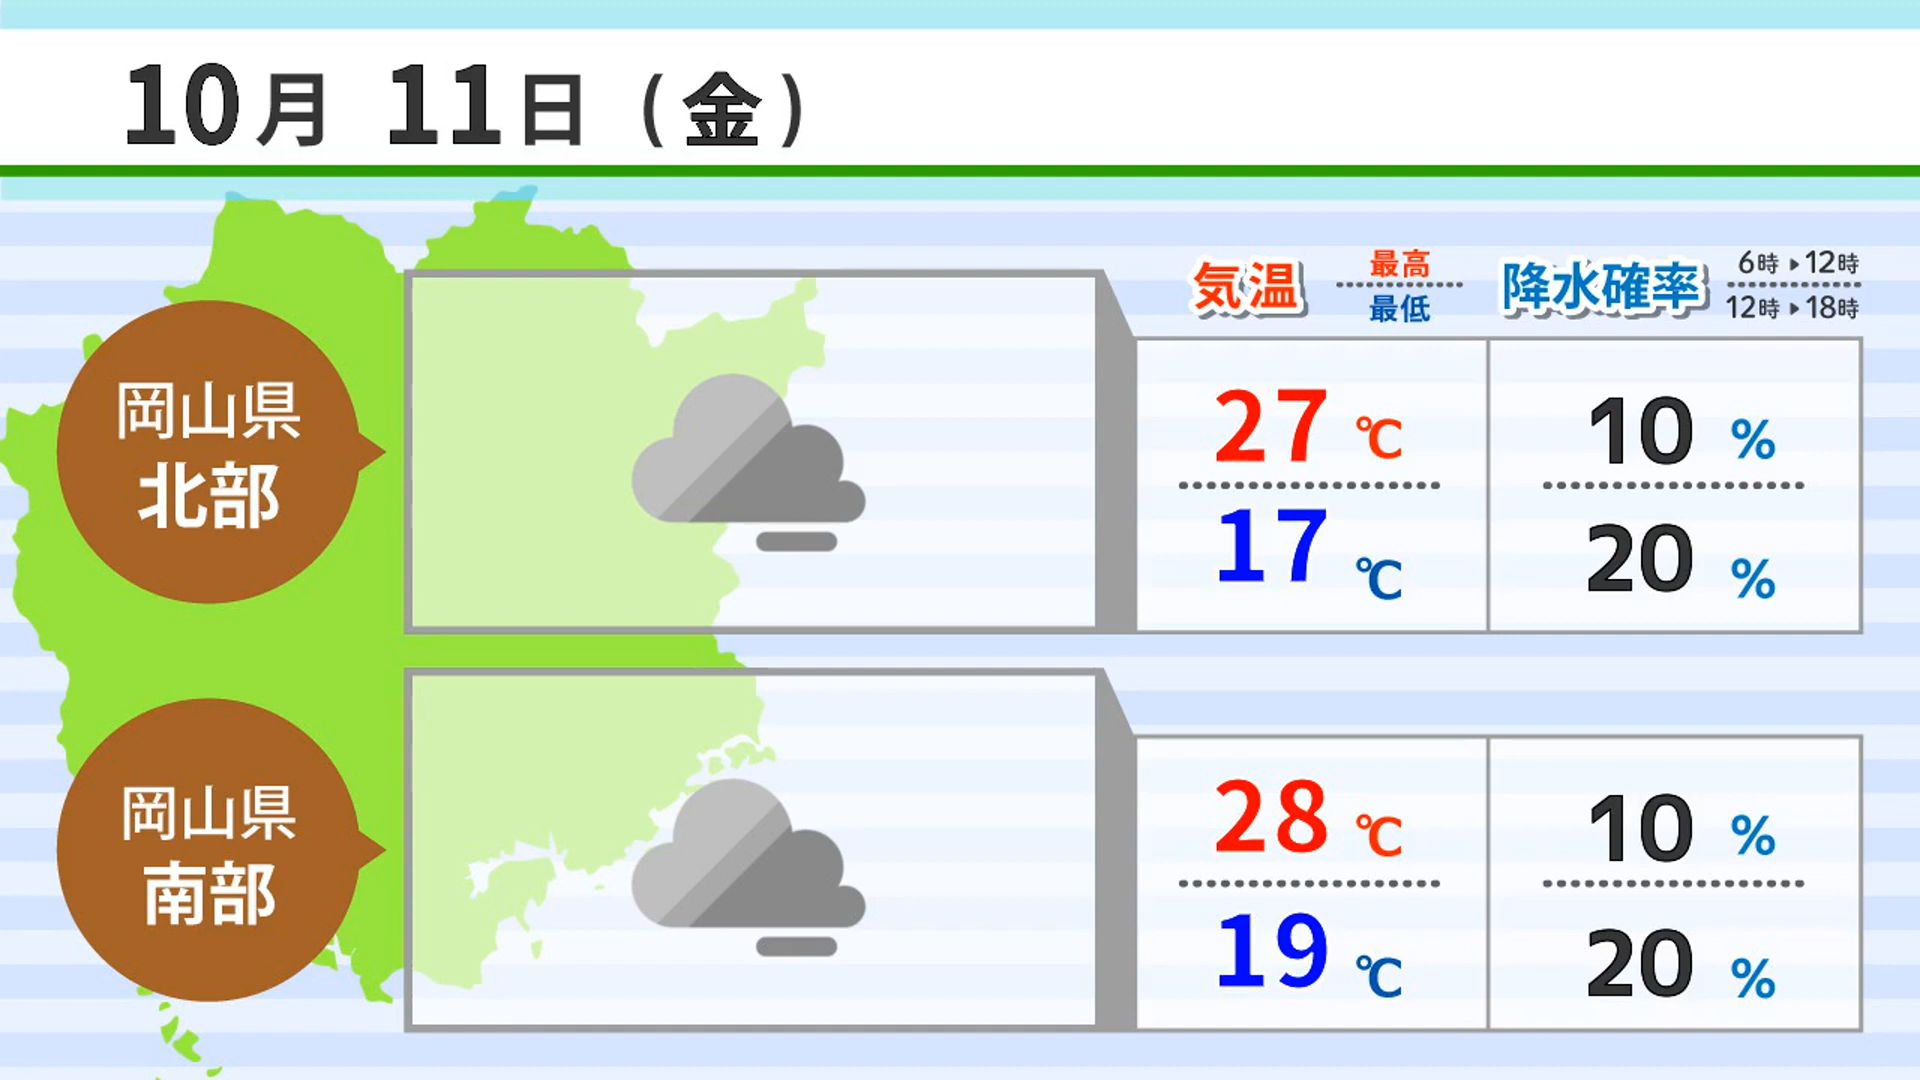 10月 11日 (金)
気温 最高 最低
降水確率 6時▶12時 12時▶18時
岡山県
北部
27℃
17℃
10%
20%
岡山県
南部
28℃
19℃
10%
20%